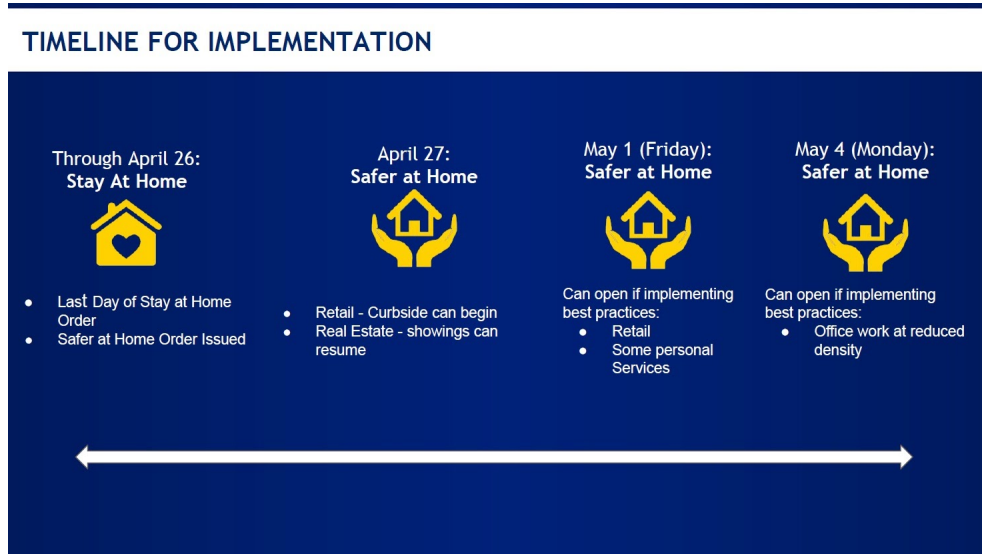 TIMELINE FOR IMPLEMENTATION
Through April 26:
Stay At Home
● Last Day of Stay at Home
Order
● Safer at Home Order Issued
April 27:
Safer at Home
● Retail - Curbside can begin
● Real Estate - showings can
resume
May 1 (Friday):
Safer at Home
Can open if implementing
best practices:
● Retail
● Some personal
Services
May 4 (Monday):
Safer at Home
Can open if implementing
best practices:
● Office work at reduced
density